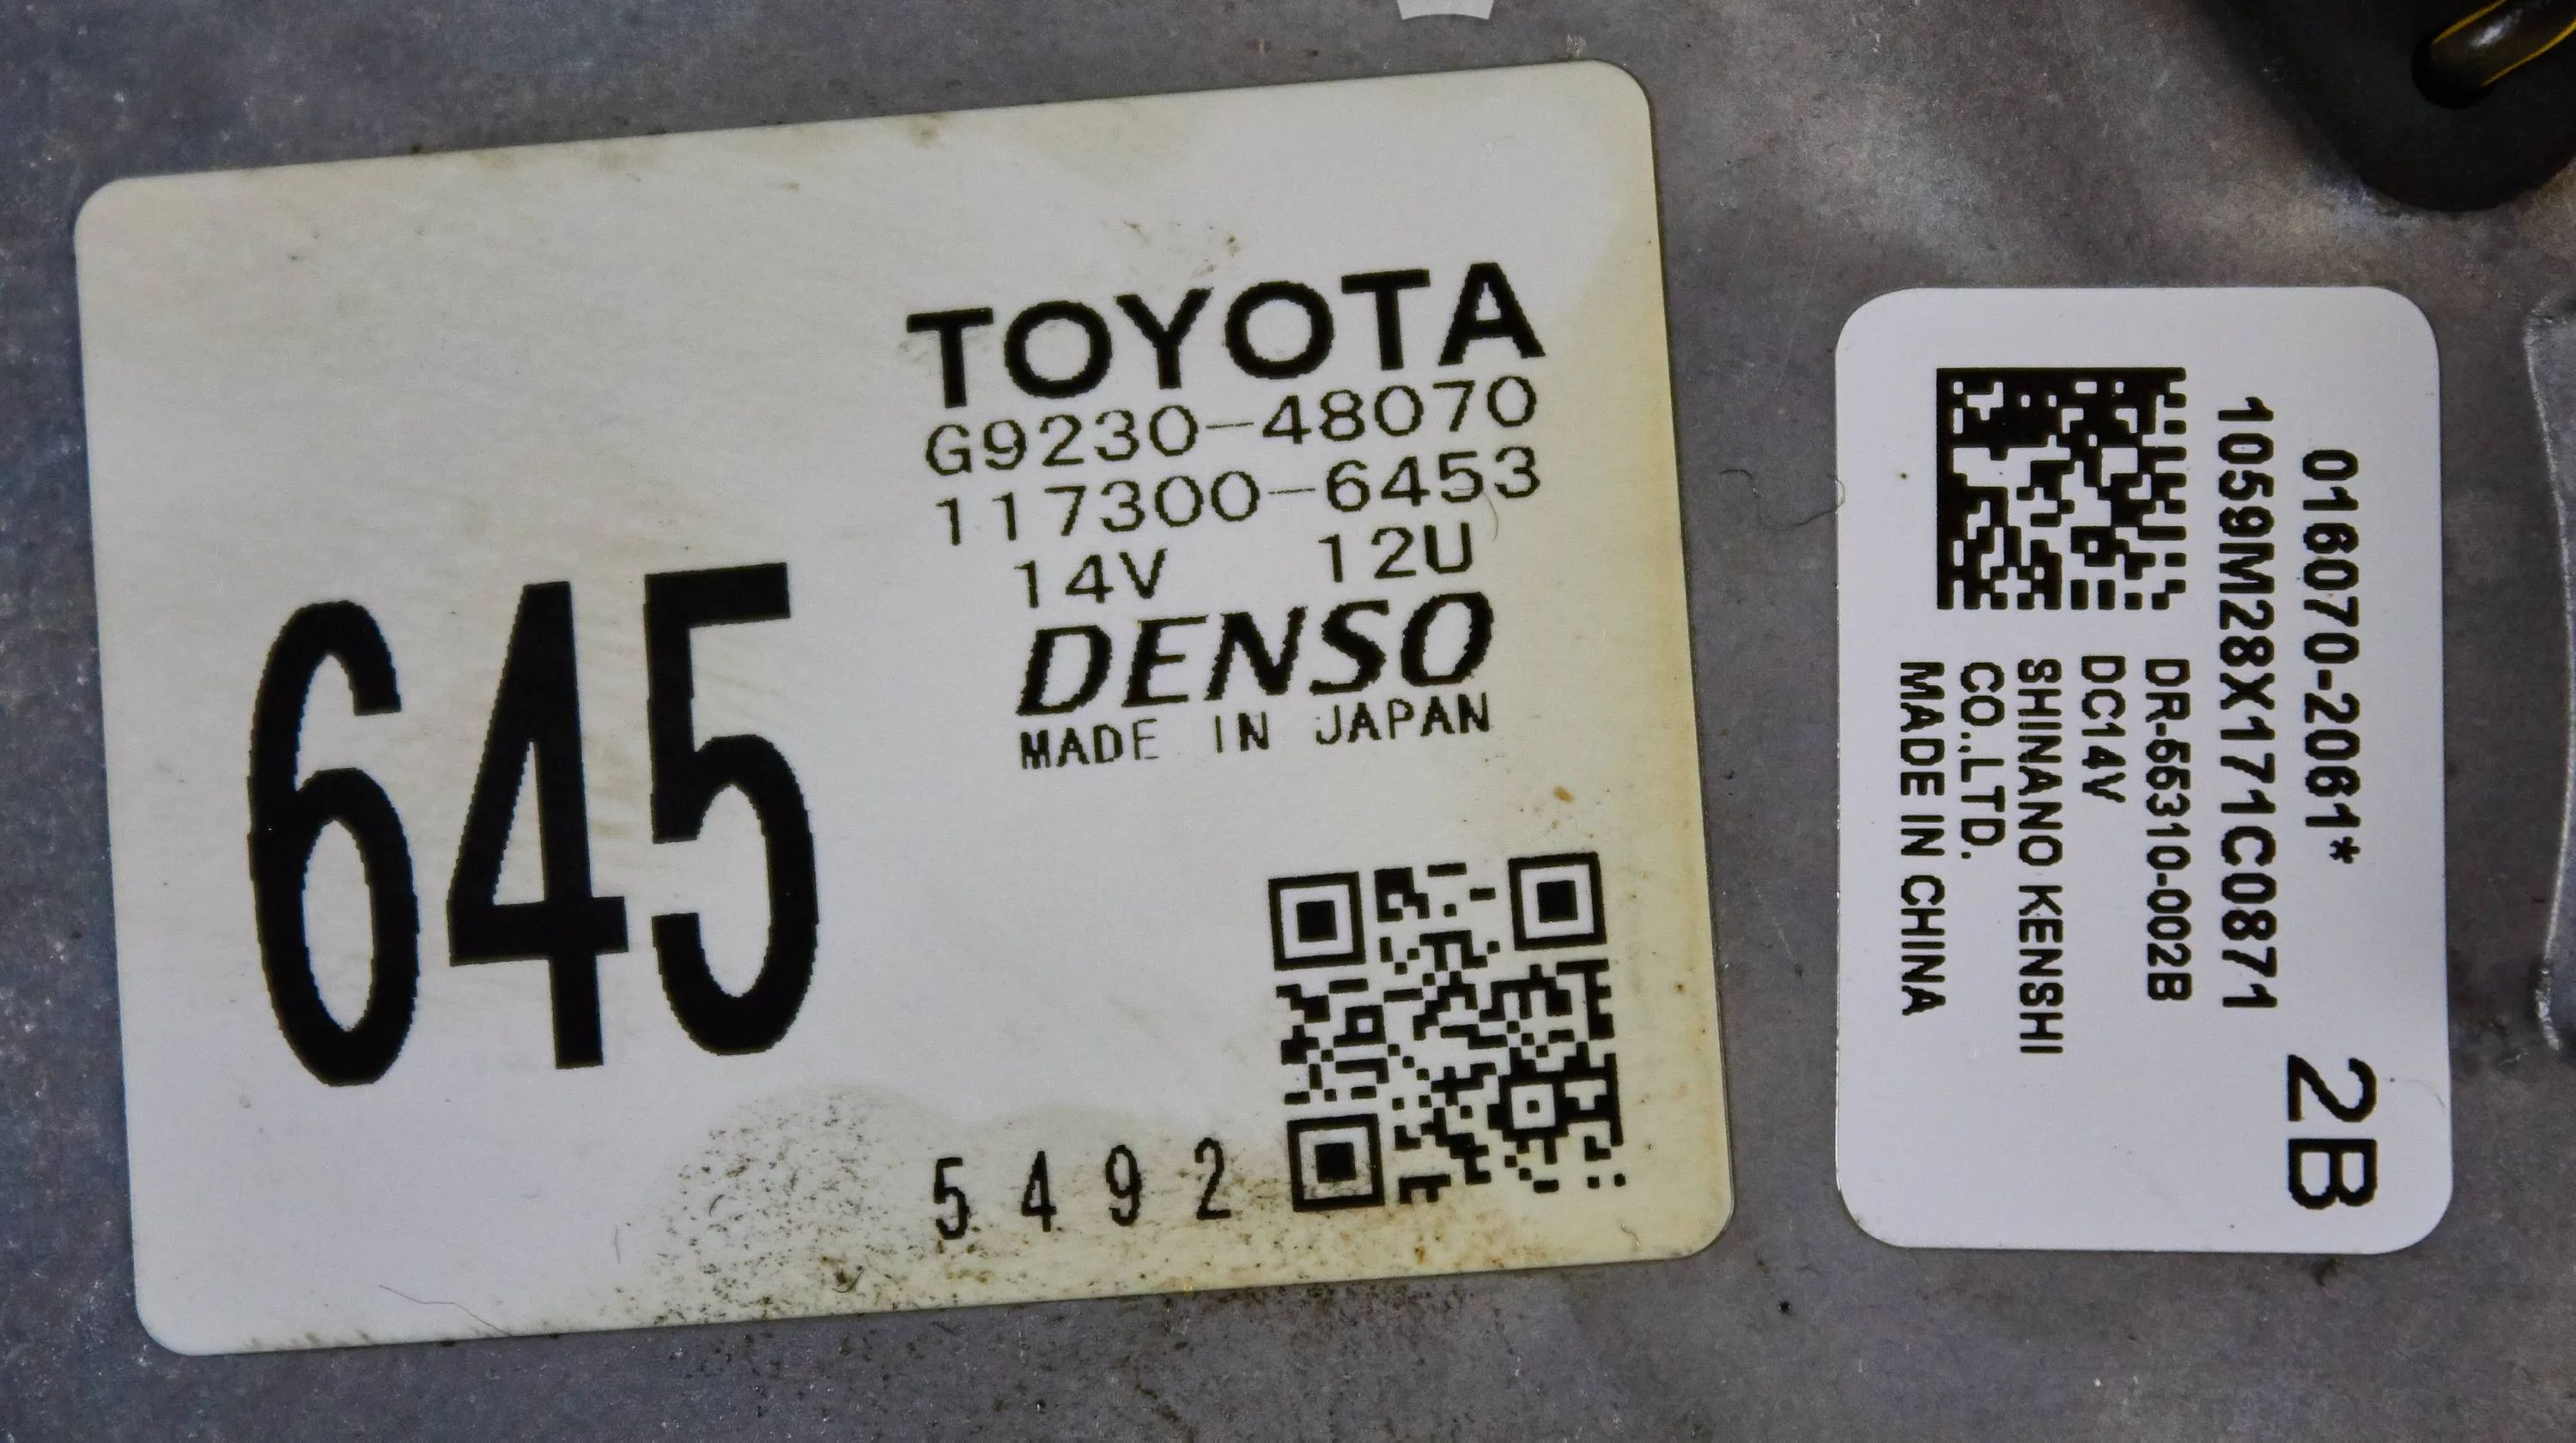 TOYOTA
G9230-48070
117300-6453
14V 12U
DENSO
MADE IN JAPAN
645
5492
016070-2061*
1059M28X171C0871
2B
DR-55310-002B
DC14V
SHINANO KENSHI
CO.,LTD.
MADE IN CHINA